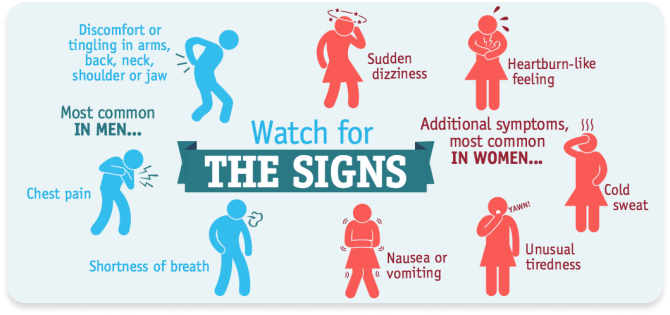 Discomfort or
tingling in arms,
back, neck,
shoulder or jaw
Most common
IN MEN...
Chest pain
Shortness of breath
Watch for
THE SIGNS
Sudden
dizziness
Heartburn-like
feeling
Additional symptoms,
most common
IN WOMEN...
Cold
sweat
Nausea or
vomiting
YAWN!
Unusual
tiredness